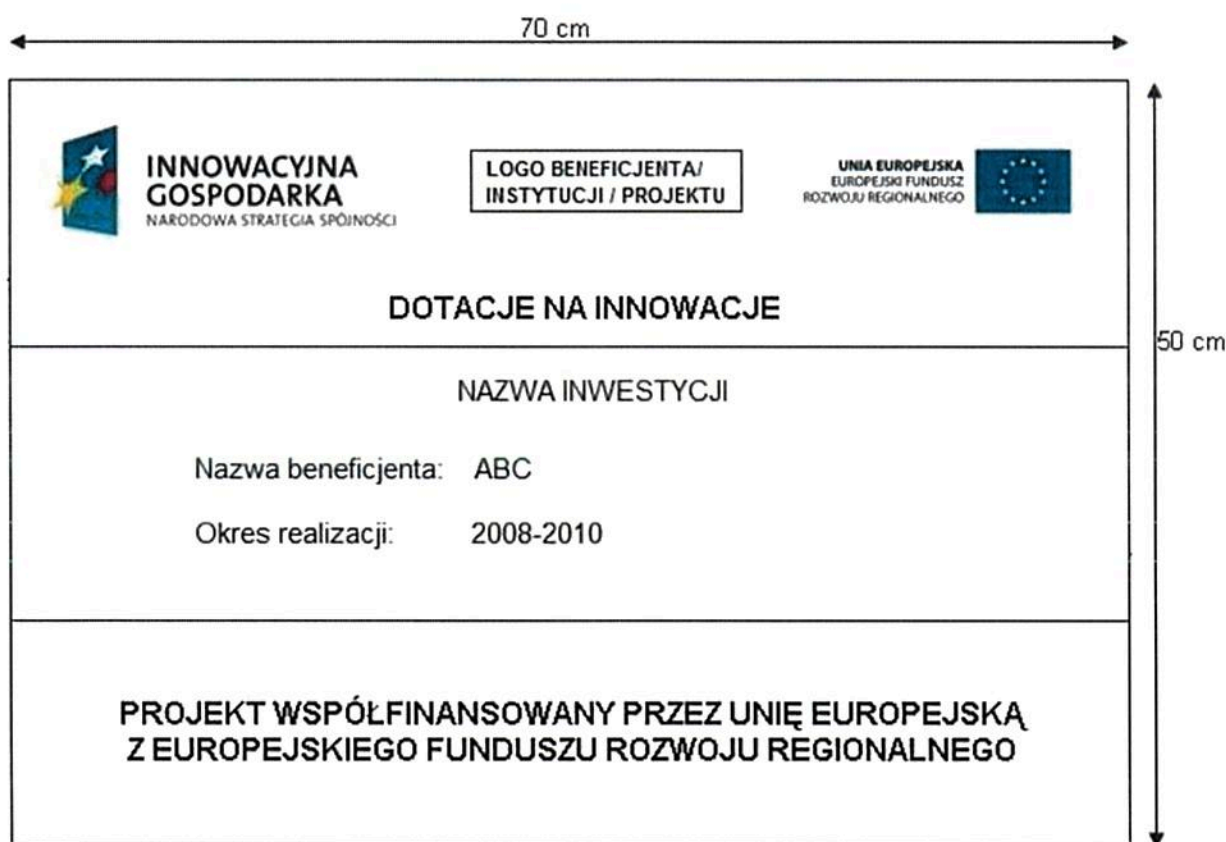 70 cm
INNOWACYJNA
GOSPODARKA
NARODOWA STRATEGIA SPÓJNOŚCI
LOGO BENEFICJENTA/
INSTYTUCJI / PROJEKTU
UNIA EUROPEJSKA
EUROPEJSKI FUNDUSZ
ROZWOJU REGIONALNEGO
DOTACJE NA INNOWACJE
50 cm
NAZWA INWESTYCJI
Nazwa beneficjenta: ABC
Okres realizacji: 2008-2010
PROJEKT WSPÓŁFINANSOWANY PRZEZ UNIĘ EUROPEJSKĄ
Z EUROPEJSKIEGO FUNDUSZU ROZWOJU REGIONALNEGO